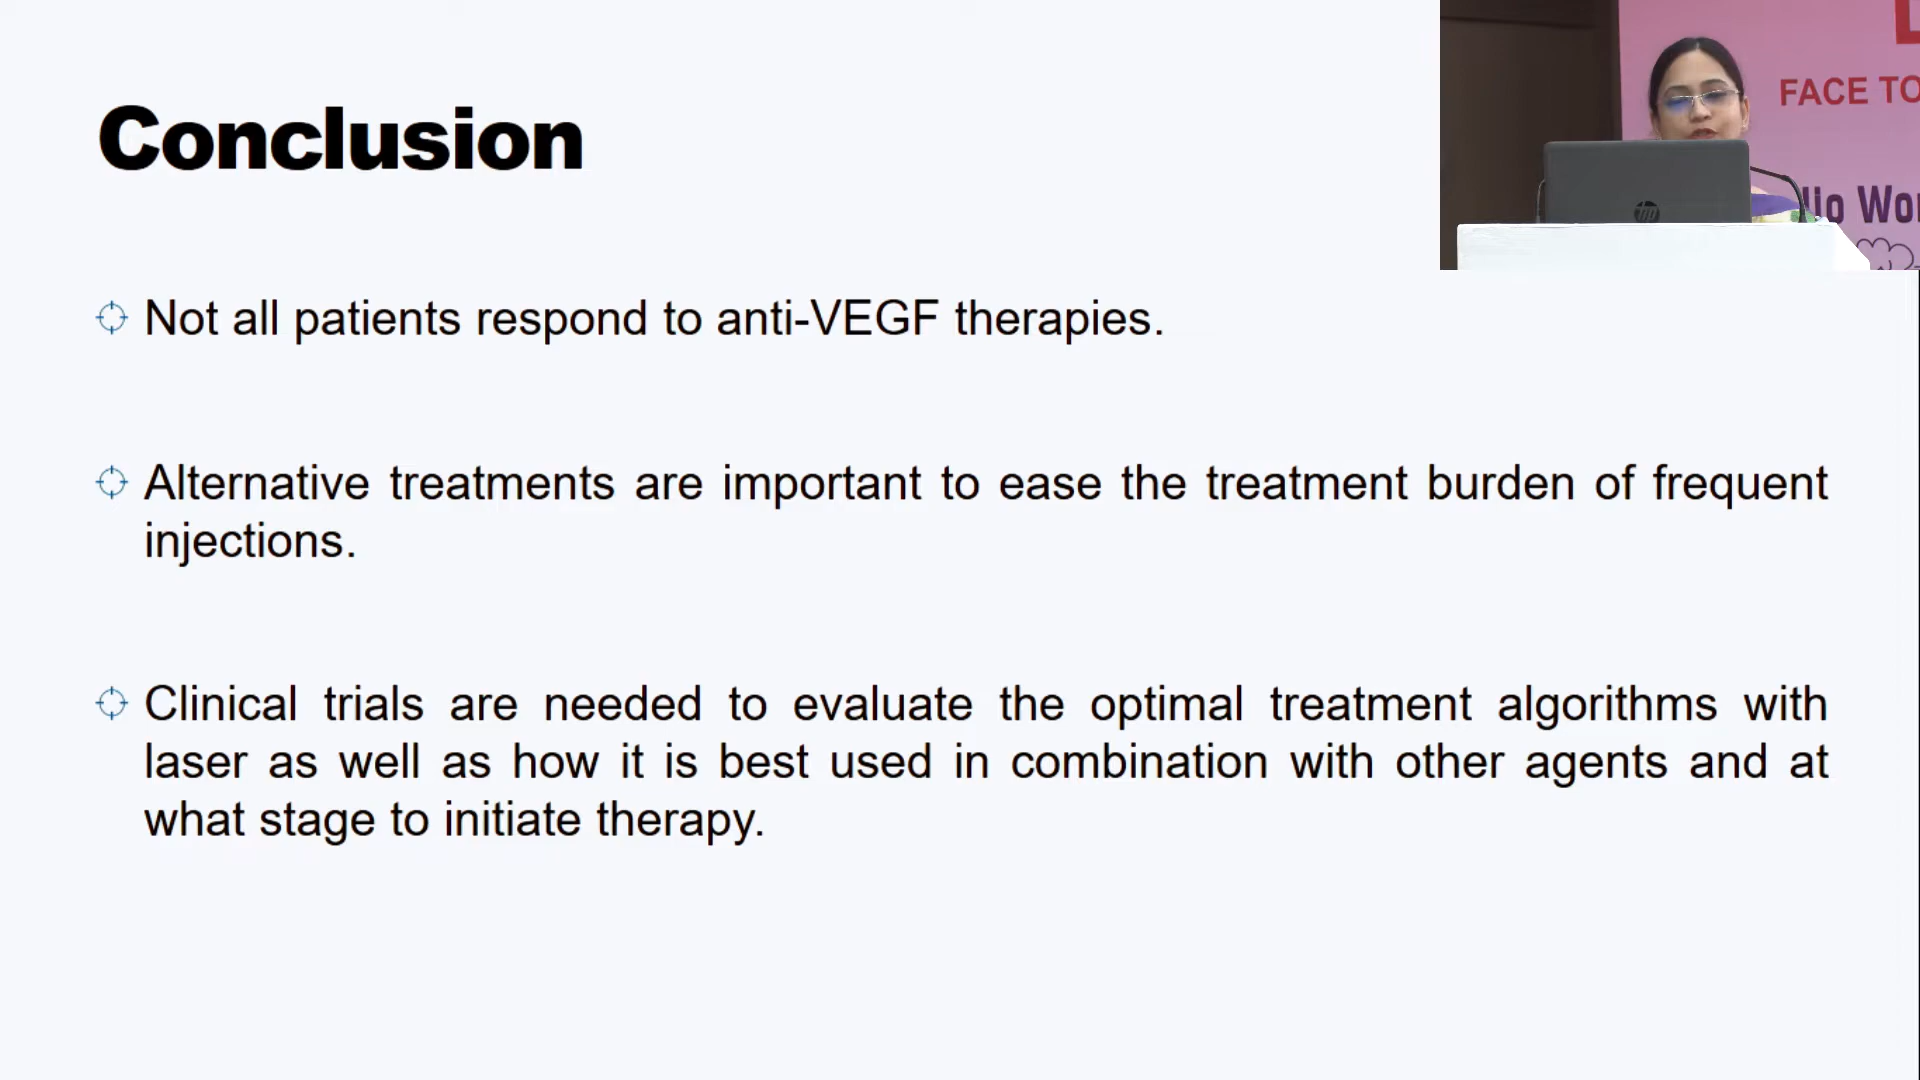 Conclusion
Not all patients respond to anti-VEGF therapies.
Alternative treatments are important to ease the treatment burden of frequent
injections.
Clinical trials are needed to evaluate the optimal treatment algorithms with
laser as well as how it is best used in combination with other agents and at
what stage to initiate therapy.
FACE TO
hp